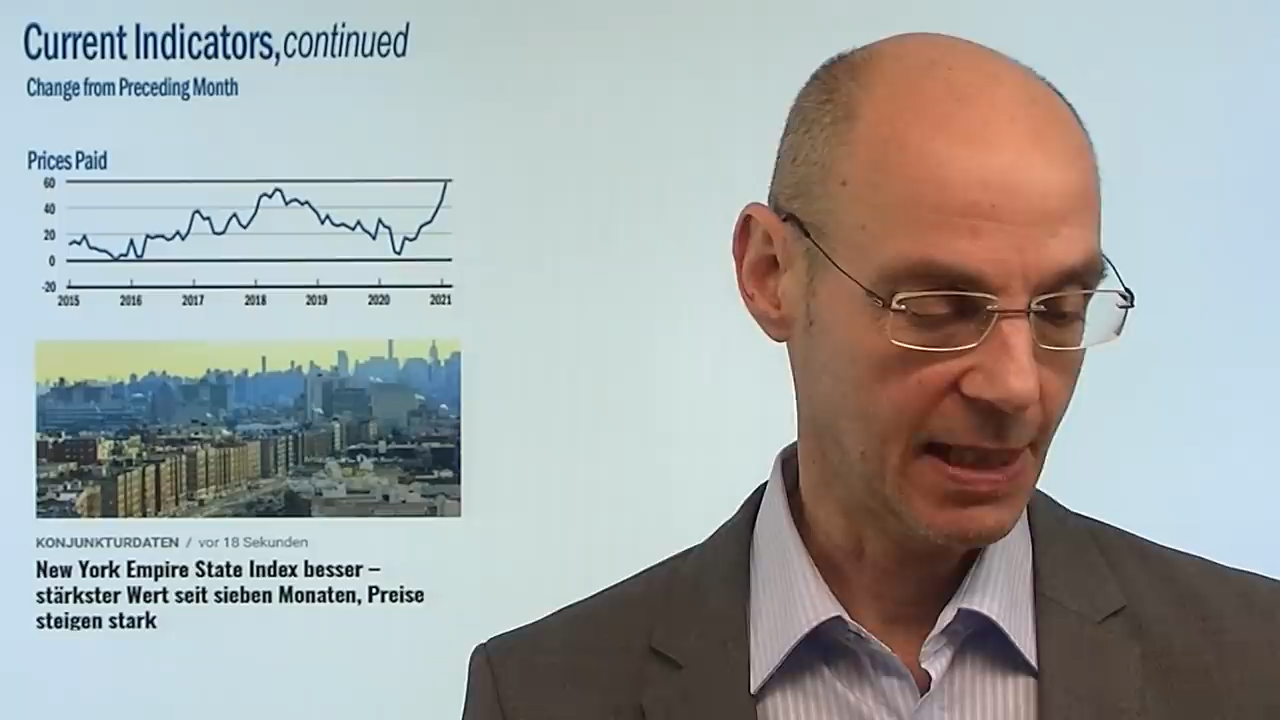 Current Indicators, continued
Change from Preceding Month
Prices Paid
60
40
20
0
-20
2015 2016 2017 2018 2019 2020 2021
KONJUNKTURDATEN / vor 18 Sekunden
New York Empire State Index besser –
stärkster Wert seit sieben Monaten, Preise
steigen stark